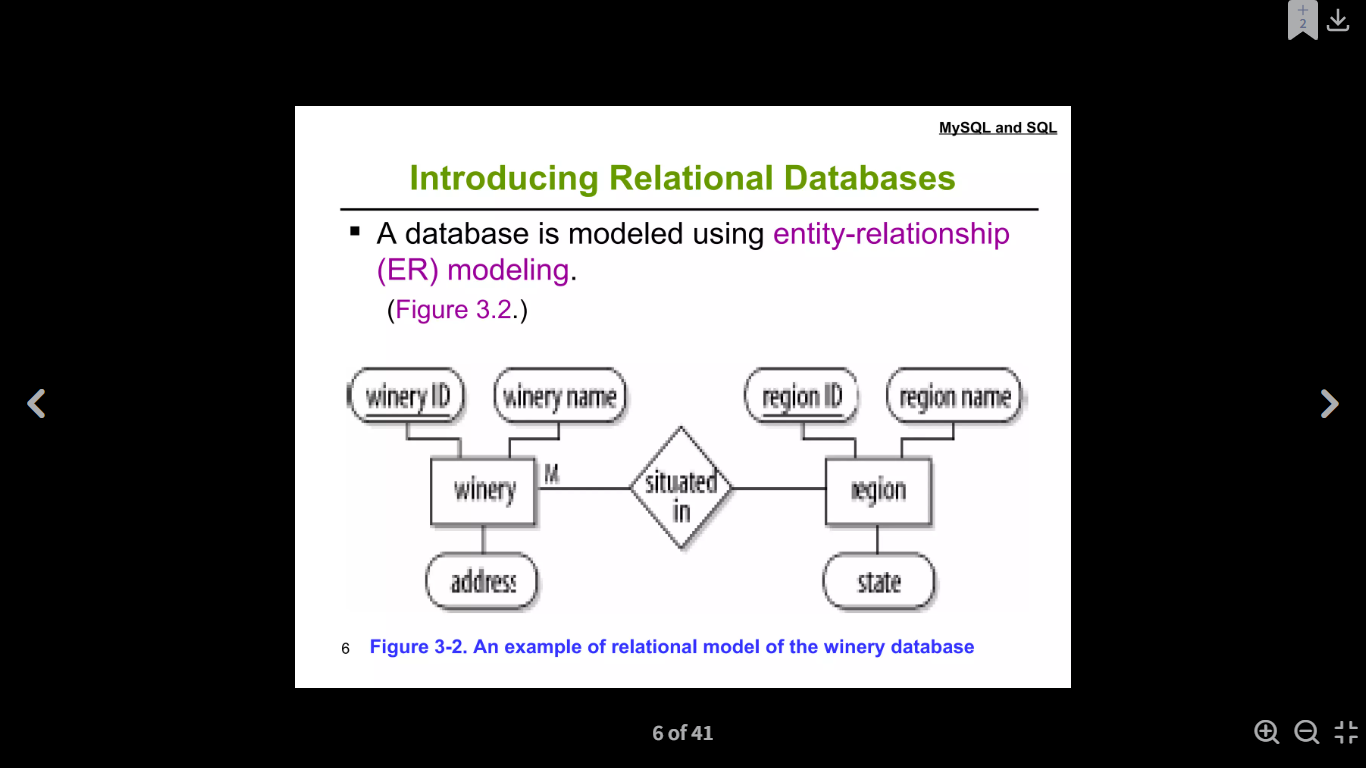 +
2
MySQL and SQL
Introducing Relational Databases
▪ A database is modeled using entity-relationship
(ER) modeling.
(Figure 3.2.)
winery ID
winery name
region ID
region name
winery
M
situated
in
region
address
state
6
Figure 3-2. An example of relational model of the winery database
6 of 41